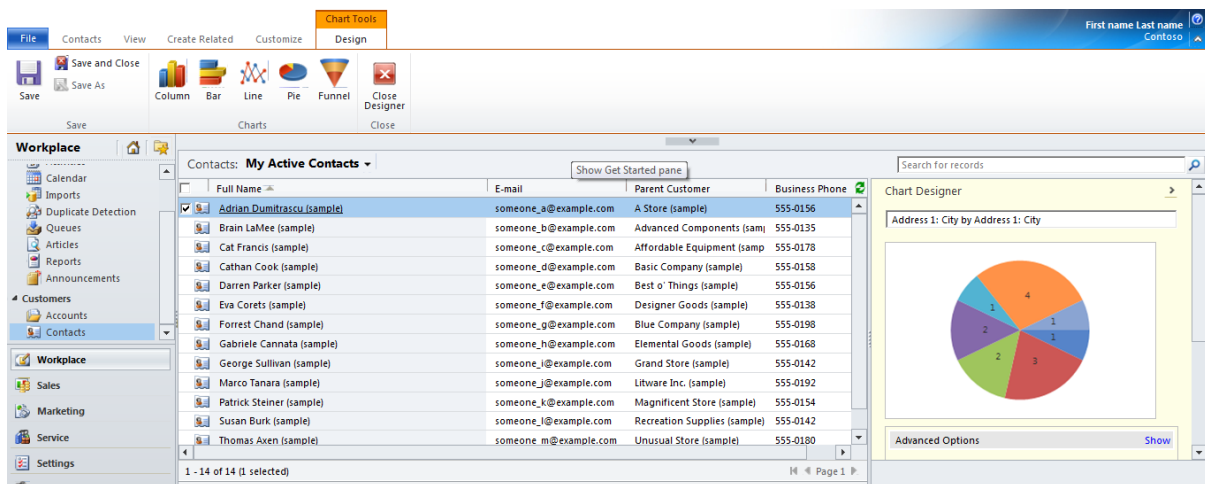 Chart Tools
File Contacts View Create Related Customize Design
First name Last name
Contoso
Save
Save and Close
Save As
Column Bar Line Pie Funnel
Close Designer
Save Charts Close
Workplace
Calendar
Imports
Duplicate Detection
Queues
Articles
Reports
Announcements
Customers
Accounts
Contacts
Workplace
Sales
Marketing
Service
Settings
Contacts: My Active Contacts
Show Get Started pane
Search for records
Full Name E-mail Parent Customer Business Phone
Adrian Dumitrascu (sample) someone_a@example.com A Store (sample) 555-0156
Brain LaMee (sample) someone_b@example.com Advanced Components (sam 555-0135
Cat Francis (sample) someone_c@example.com Affordable Equipment (samp 555-0178
Cathan Cook (sample) someone_d@example.com Basic Company (sample) 555-0158
Darren Parker (sample) someone_e@example.com Best o' Things (sample) 555-0156
Eva Corets (sample) someone_f@example.com Designer Goods (sample) 555-0138
Forrest Chand (sample) someone_g@example.com Blue Company (sample) 555-0198
Gabriele Cannata (sample) someone_h@example.com Elemental Goods (sample) 555-0168
George Sullivan (sample) someone_i@example.com Grand Store (sample) 555-0142
Marco Tanara (sample) someone_j@example.com Litware Inc. (sample) 555-0192
Patrick Steiner (sample) someone_k@example.com Magnificent Store (sample) 555-0154
Susan Burk (sample) someone_l@example.com Recreation Supplies (sample) 555-0142
Thomas Axen (sample) someone_m@example.com Unusual Store (sample) 555-0180
1 - 14 of 14 (1 selected)
Page 1
Chart Designer
Address 1: City by Address 1: City
4
1
1
2
1
2
3
Advanced Options Show